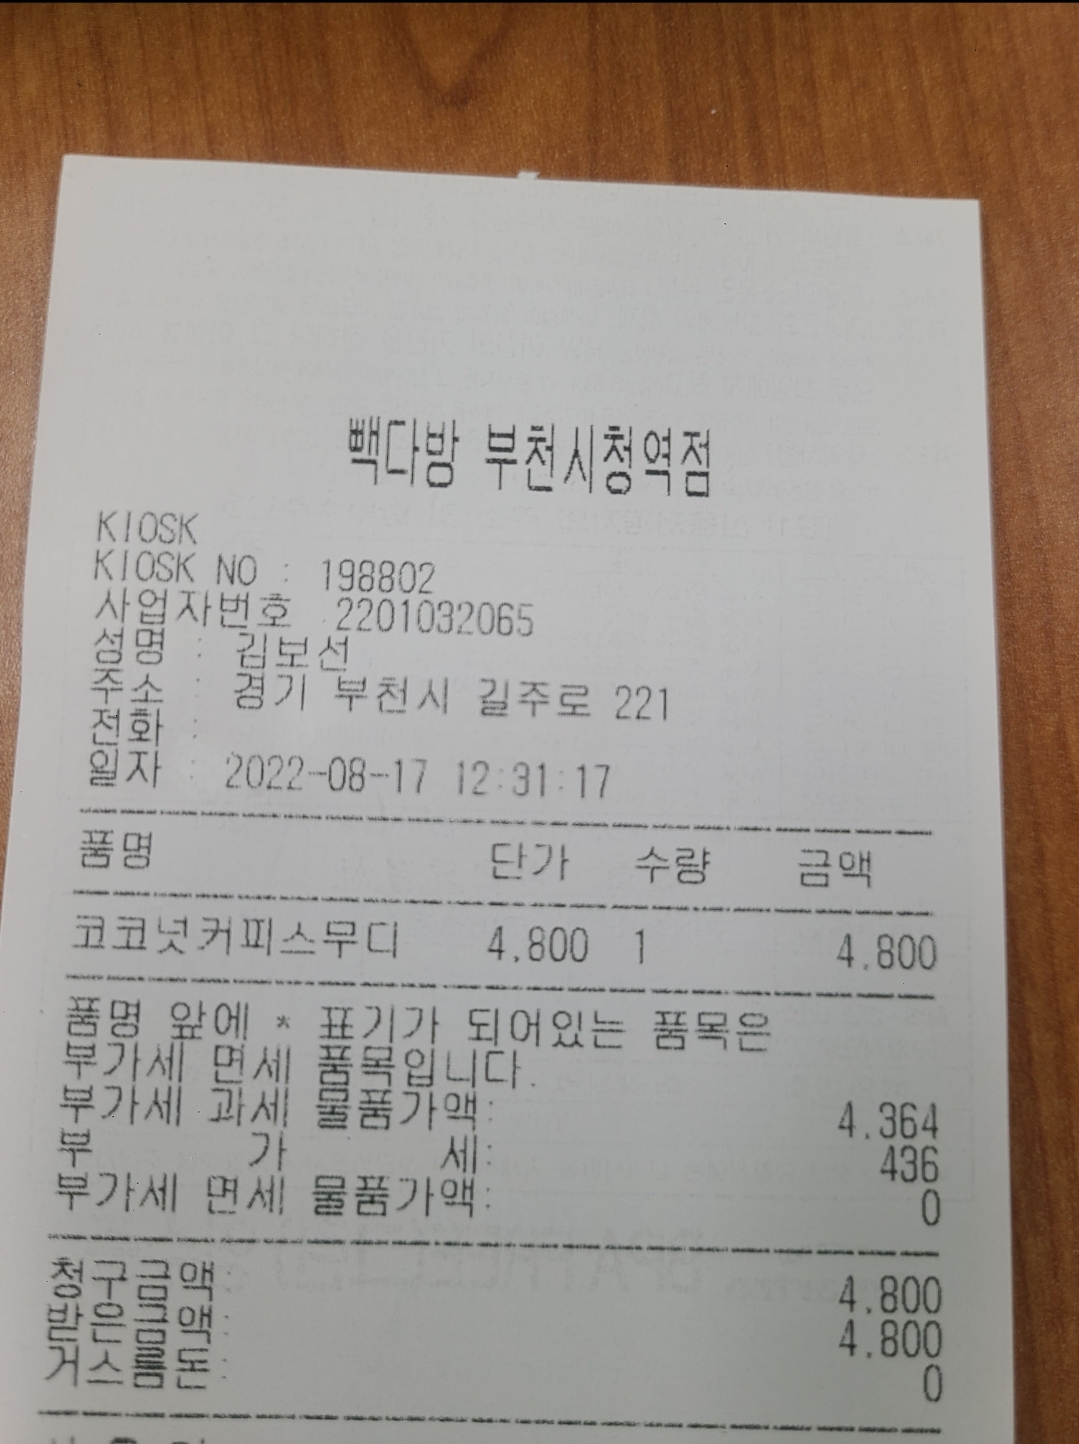 빽다방 부천시청역점
KIOSK
KIOSK NO : 198802
사업자번호 : 2201032065
성명 : 김보선
주소 : 경기 부천시 길주로 221
전화 :
일자 : 2022-08-17 12:31:17
품명 단가 수량 금액
코코넛커피스무디 4,800 1 4,800
품명 앞에 * 표기가 되어있는 품목은
부가세 면세 품목입니다.
부가세 과세 물품가액: 4,364
부 가 세: 436
부가세 면세 물품가액: 0
청구금액: 4,800
받은금액: 4,800
거스름돈: 0